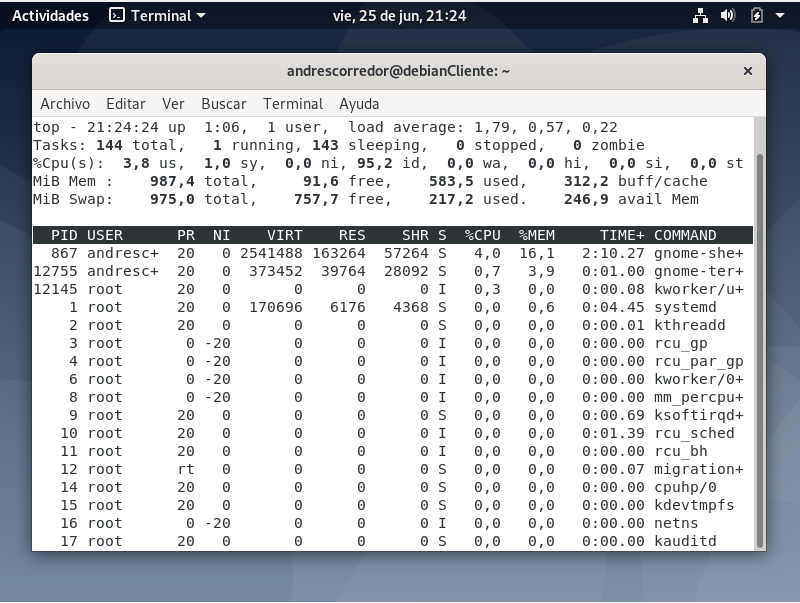 Actividades Terminal vie, 25 de jun, 21:24
andrescorredor@debianCliente: ~
Archivo Editar Ver Buscar Terminal Ayuda
top - 21:24:24 up  1:06,  1 user,  load average: 1,79, 0,57, 0,22
Tasks: 144 total,   1 running, 143 sleeping,   0 stopped,   0 zombie
%Cpu(s):  3,8 us,  1,0 sy,  0,0 ni, 95,2 id,  0,0 wa,  0,0 hi,  0,0 si,  0,0 st
MiB Mem :    987,4 total,     91,6 free,    583,5 used,    312,2 buff/cache
MiB Swap:    975,0 total,    757,7 free,    217,2 used.    246,9 avail Mem
PID USER      PR  NI    VIRT    RES    SHR S  %CPU  %MEM     TIME+ COMMAND
867 andresc+  20   0 2541488 163264  57264 S   4,0  16,1   2:10.27 gnome-she+
12755 andresc+  20   0  373452  39764  28092 S   0,7   3,9   0:01.00 gnome-ter+
12145 root      20   0       0      0      0 I   0,3   0,0   0:00.08 kworker/u+
1 root      20   0  170696   6176   4368 S   0,0   0,6   0:04.45 systemd
2 root      20   0       0      0      0 S   0,0   0,0   0:00.01 kthreadd
3 root       0 -20       0      0      0 I   0,0   0,0   0:00.00 rcu_gp
4 root       0 -20       0      0      0 I   0,0   0,0   0:00.00 rcu_par_gp
6 root       0 -20       0      0      0 I   0,0   0,0   0:00.00 kworker/0+
8 root       0 -20       0      0      0 I   0,0   0,0   0:00.00 mm_percpu+
9 root      20   0       0      0      0 S   0,0   0,0   0:00.69 ksoftirqd+
10 root      20   0       0      0      0 I   0,0   0,0   0:01.39 rcu_sched
11 root      20   0       0      0      0 I   0,0   0,0   0:00.00 rcu_bh
12 root      rt   0       0      0      0 S   0,0   0,0   0:00.07 migration+
14 root      20   0       0      0      0 S   0,0   0,0   0:00.00 cpuhp/0
15 root      20   0       0      0      0 S   0,0   0,0   0:00.00 kdevtmpfs
16 root       0 -20       0      0      0 I   0,0   0,0   0:00.00 netns
17 root      20   0       0      0      0 S   0,0   0,0   0:00.00 kauditd